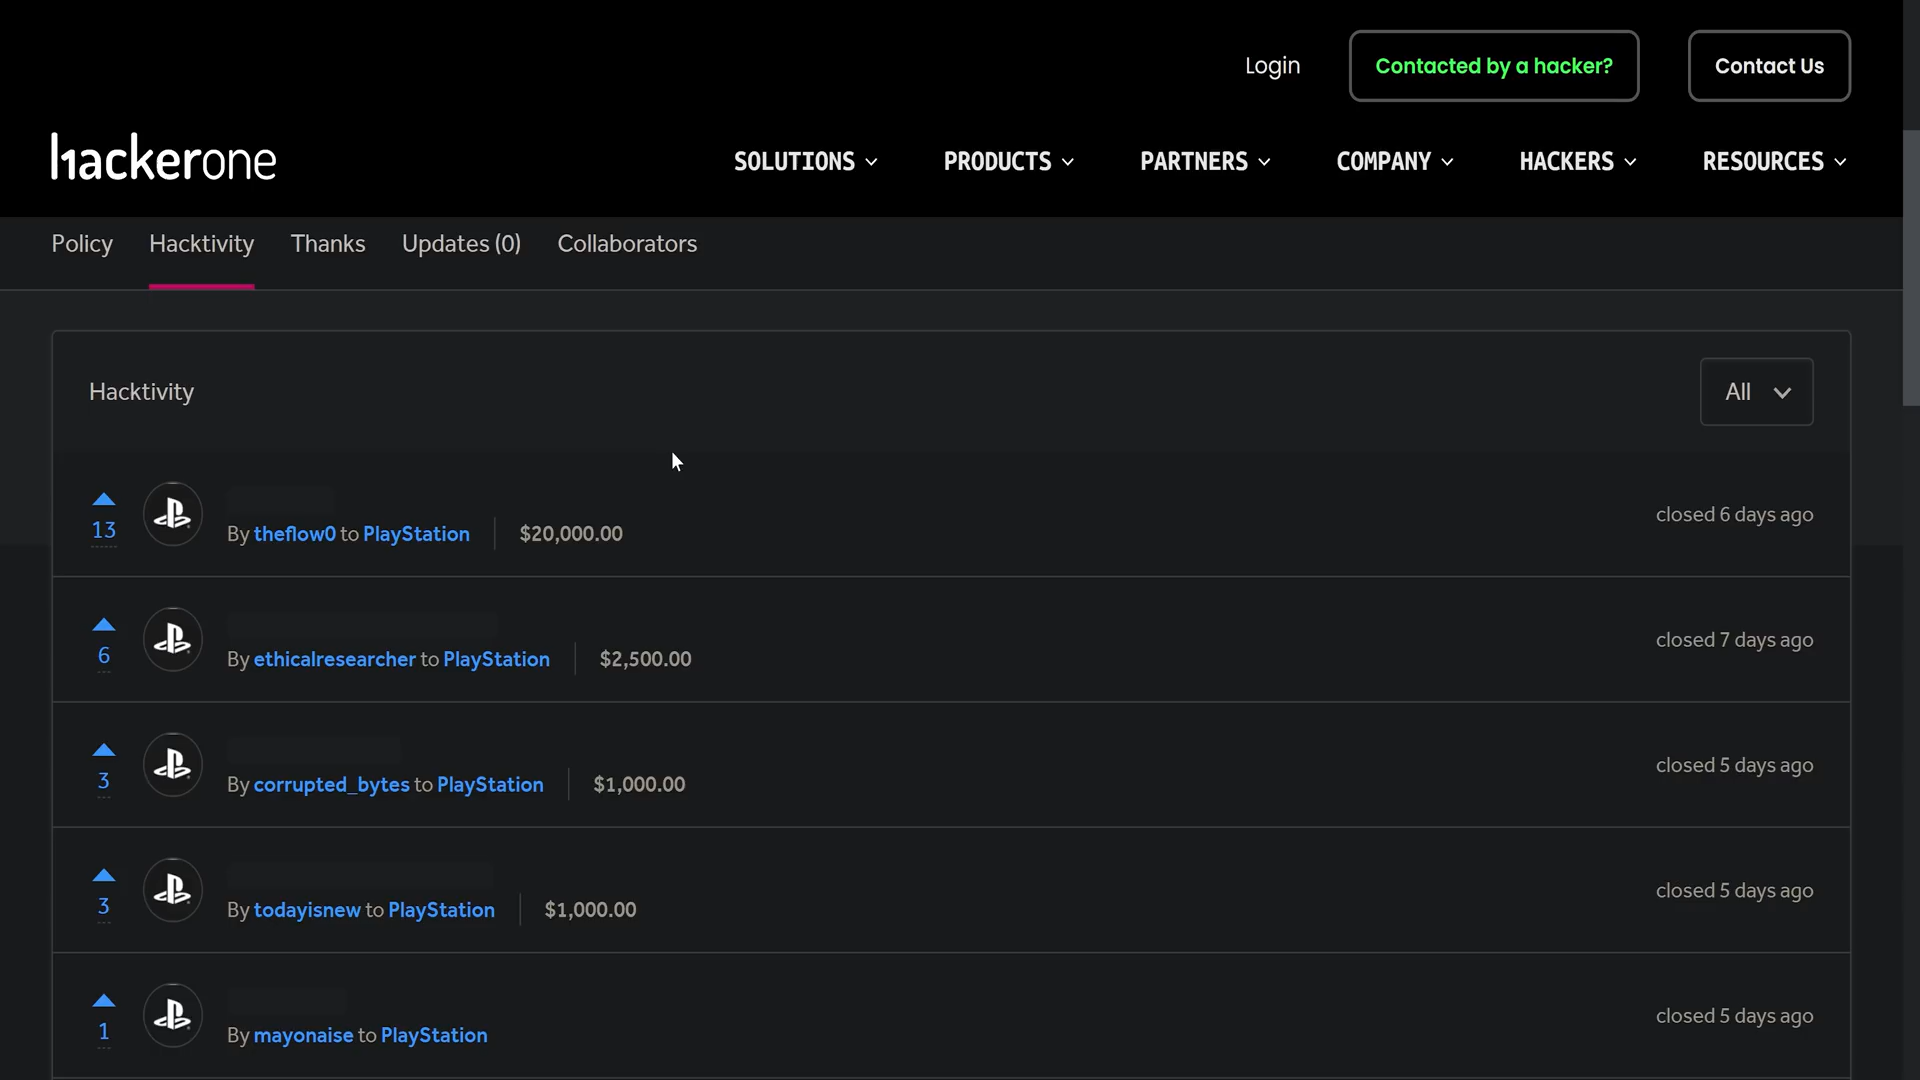 Login Contacted by a hacker? Contact Us
hackerone SOLUTIONS PRODUCTS PARTNERS COMPANY HACKERS RESOURCES
Policy Hacktivity Thanks Updates (0) Collaborators
Hacktivity All
13 By theflow0 to PlayStation $20,000.00 closed 6 days ago
6 By ethicalresearcher to PlayStation $2,500.00 closed 7 days ago
3 By corrupted_bytes to PlayStation $1,000.00 closed 5 days ago
3 By todayisnew to PlayStation $1,000.00 closed 5 days ago
1 By mayonaise to PlayStation closed 5 days ago